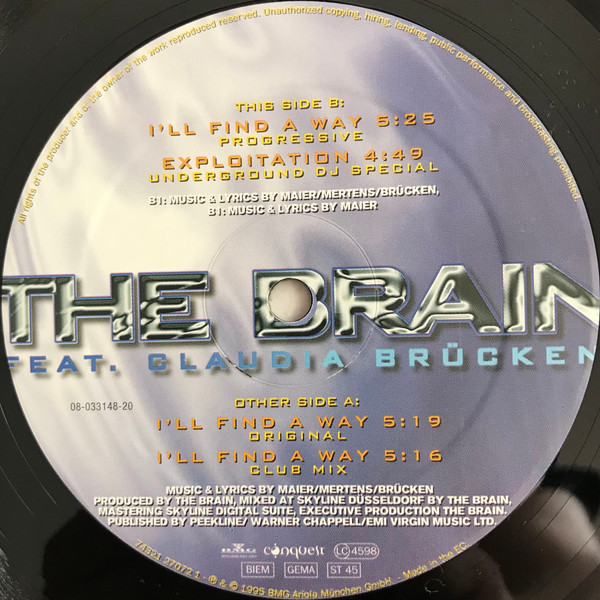 All rights of the producer and of the owner of the work reproduced reserved. Unauthorized copying, hiring, lending, public performance and broadcasting prohibited.
THIS SIDE B:
I'LL FIND A WAY 5:25
PROGRESSIVE
EXPLOITATION 4:49
UNDERGROUND DJ SPECIAL
B1: MUSIC & LYRICS BY MAIER/MERTENS/BRÜCKEN,
B1: MUSIC & LYRICS BY MAIER
THE BRAIN
FEAT. CLAUDIA BRÜCKEN
08-033148-20
OTHER SIDE A:
I'LL FIND A WAY 5:19
ORIGINAL
I'LL FIND A WAY 5:16
CLUB MIX
MUSIC & LYRICS BY MAIER/MERTENS/BRÜCKEN
PRODUCED BY THE BRAIN, MIXED AT SKYLINE DÜSSELDORF BY THE BRAIN,
MASTERING SKYLINE DIGITAL SUITE, EXECUTIVE PRODUCTION THE BRAIN.
PUBLISHED BY PEEKLINE/ WARNER CHAPPELL/EMI VIRGIN MUSIC LTD.
BMG conquest LC 4598
BIEM GEMA ST 45
74321 27072 1 - ℗ & © 1995 BMG Ariola München GmbH - Made in the EC.